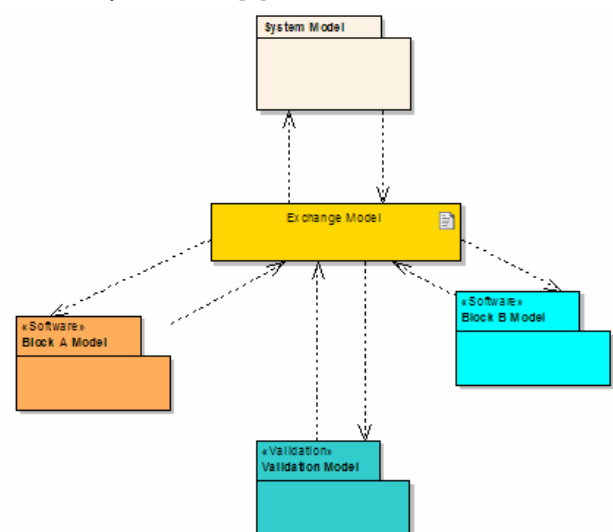 System Model
Exchange Model
«Software»
Block A Model
«Software»
Block B Model
«Validation»
Validation Model